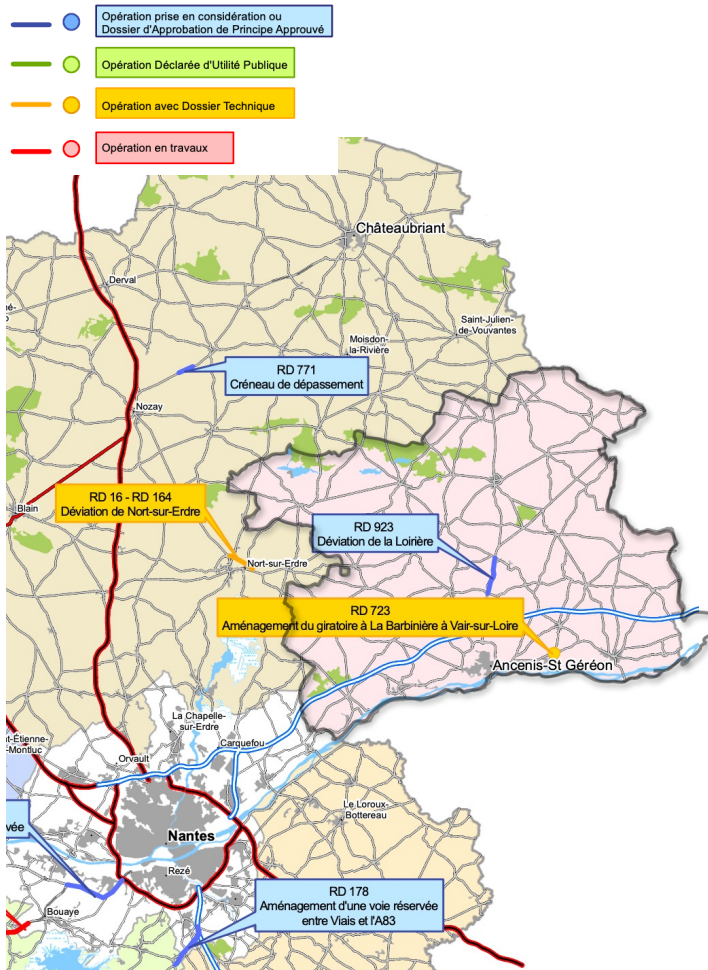 Opération prise en considération ou
Dossier d'Approbation de Principe Approuvé
Opération Déclarée d'Utilité Publique
Opération avec Dossier Technique
Opération en travaux
Châteaubriant
Derval
Saint-Julien-
de-Vouvantes
Moisdon-
la-Rivière
RD 771
Créneau de dépassement
Nozay
RD 16 - RD 164
Déviation de Nort-sur-Erdre
Blain
RD 923
Déviation de la Loirière
Nort-sur-Erdre
RD 723
Aménagement du giratoire à La Barbinière à Vair-sur-Loire
Ancenis-St Géréon
La Chapelle-
sur-Erdre
Carquefou
nt-Étienne-
-Montluc
Orvault
Le Loroux-
Bottereau
vée
Nantes
Rezé
RD 178
Aménagement d'une voie réservée
entre Viais et l'A83
Bouaye